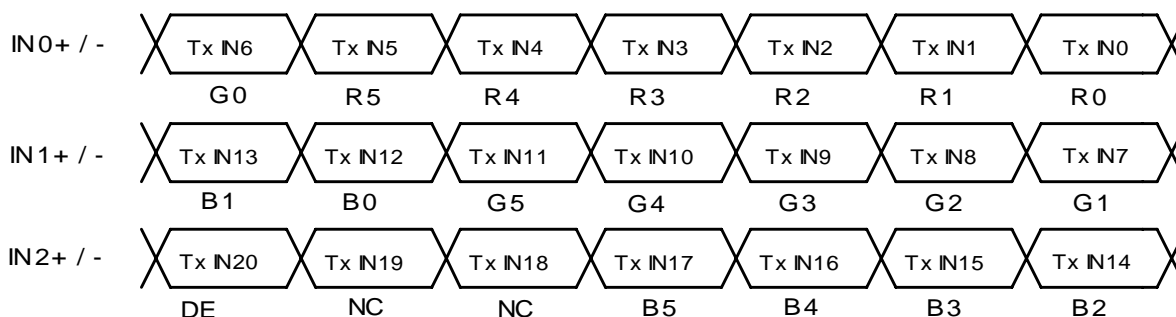 IN0+ / - Tx IN6 Tx IN5 Tx IN4 Tx IN3 Tx IN2 Tx IN1 Tx IN0
G0 R5 R4 R3 R2 R1 R0
IN1+ / - Tx IN13 Tx IN12 Tx IN11 Tx IN10 Tx IN9 Tx IN8 Tx IN7
B1 B0 G5 G4 G3 G2 G1
IN2+ / - Tx IN20 Tx IN19 Tx IN18 Tx IN17 Tx IN16 Tx IN15 Tx IN14
DE NC NC B5 B4 B3 B2